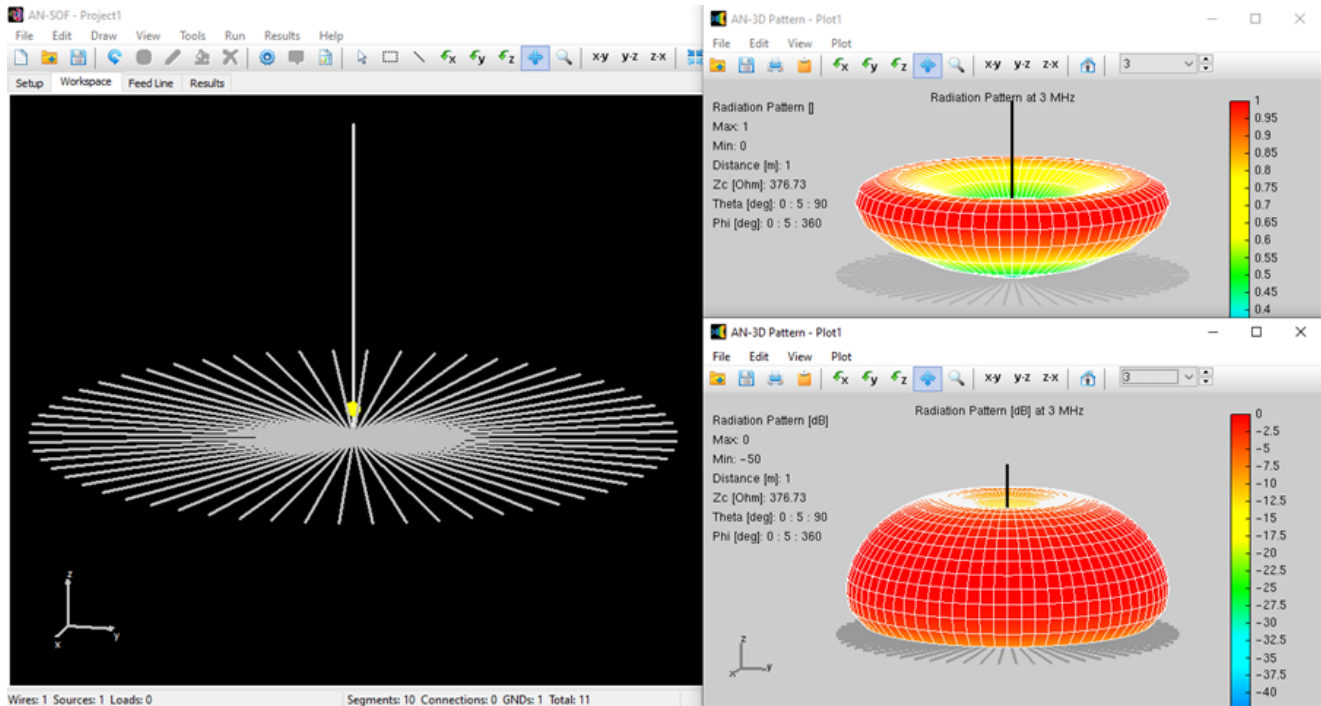 AN-SOF - Project1
File Edit Draw View Tools Run Results Help
x-y y-z z-x
Setup Workspace Feed Line Results
z
x y
Wires: 1 Sources: 1 Loads: 0 Segments: 10 Connections: 0 GNDs: 1 Total: 11
AN-3D Pattern - Plot1
File Edit View Plot
x-y y-z z-x 3
Radiation Pattern at 3 MHz
Radiation Pattern []
Max: 1
Min: 0
Distance [m]: 1
Zc [Ohm]: 376.73
Theta [deg]: 0 : 5 : 90
Phi [deg]: 0 : 5 : 360
1
0.95
0.9
0.85
0.8
0.75
0.7
0.65
0.6
0.55
0.5
0.45
0.4
AN-3D Pattern - Plot1
File Edit View Plot
x-y y-z z-x 3
Radiation Pattern [dB] at 3 MHz
Radiation Pattern [dB]
Max: 0
Min: -50
Distance [m]: 1
Zc [Ohm]: 376.73
Theta [deg]: 0 : 5 : 90
Phi [deg]: 0 : 5 : 360
z
x y
0
-2.5
-5
-7.5
-10
-12.5
-15
-17.5
-20
-22.5
-25
-27.5
-30
-32.5
-35
-37.5
-40